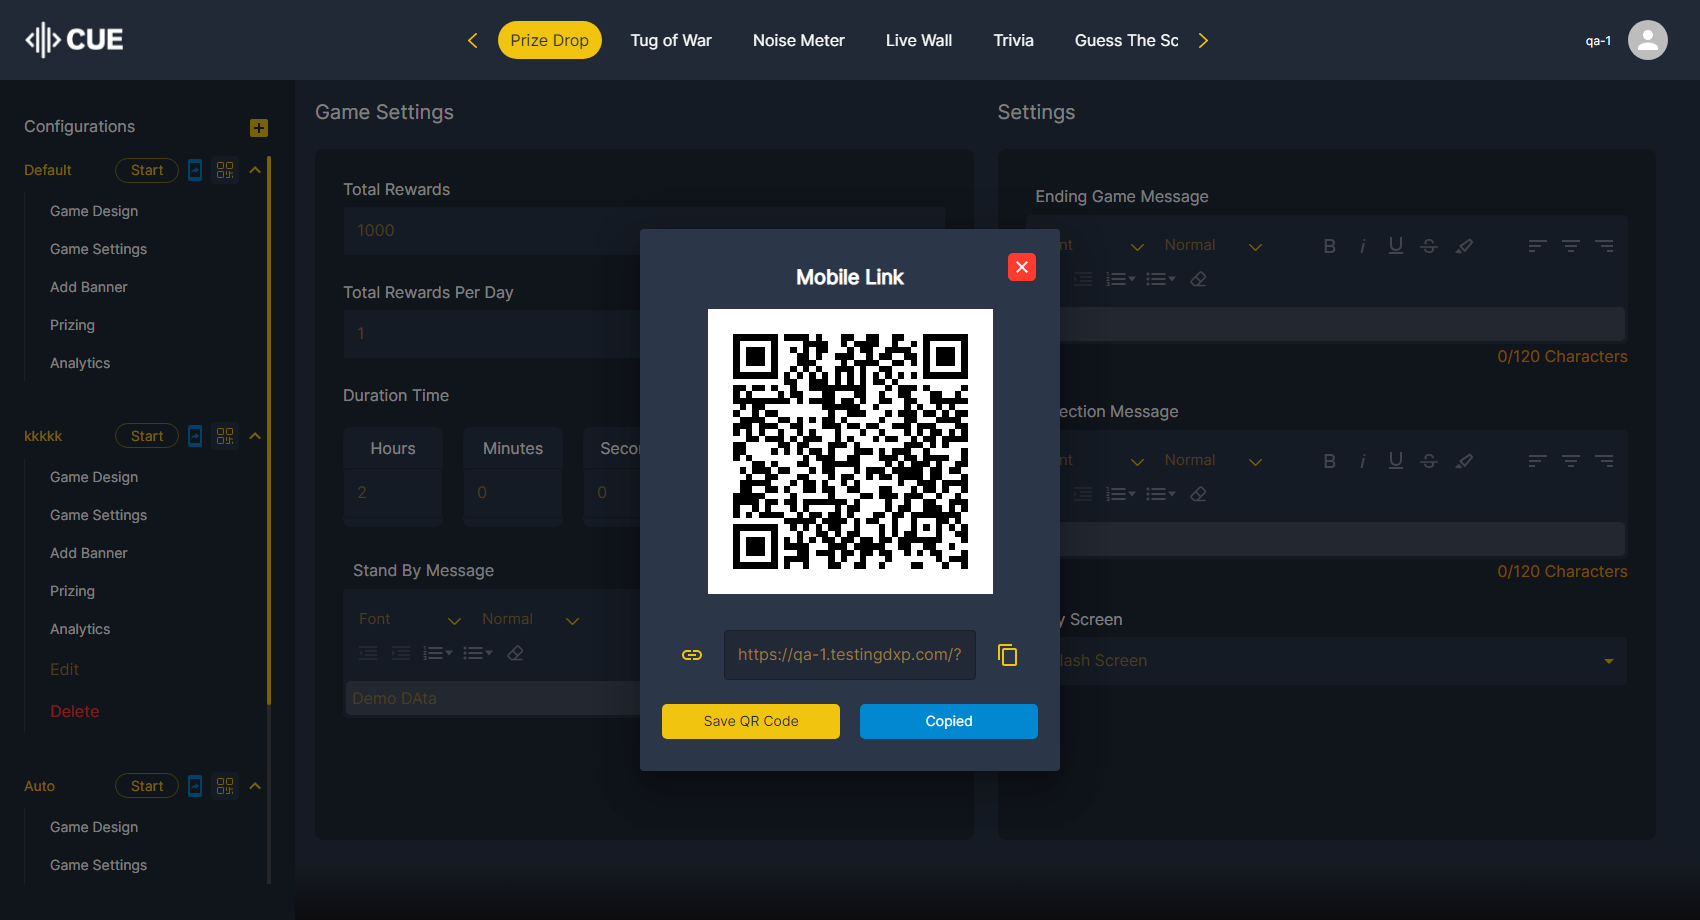 CUE
Prize Drop
Tug of War
Noise Meter
Live Wall
Trivia
Guess The Sc
qa-1
Configurations
Default
Start
Game Design
Game Settings
Add Banner
Prizing
Analytics
kkkkk
Start
Game Design
Game Settings
Add Banner
Prizing
Analytics
Edit
Delete
Auto
Start
Game Design
Game Settings
Game Settings
Total Rewards
1000
Total Rewards Per Day
1
Duration Time
Hours
Minutes
Secon
2
0
0
Stand By Message
Font
Normal
Demo DAta
Mobile Link
https://qa-1.testingdxp.com/?
Save QR Code
Copied
Settings
Ending Game Message
nt
Normal
B i U S
0/120 Characters
ection Message
nt
Normal
B i U S
0/120 Characters
y Screen
lash Screen